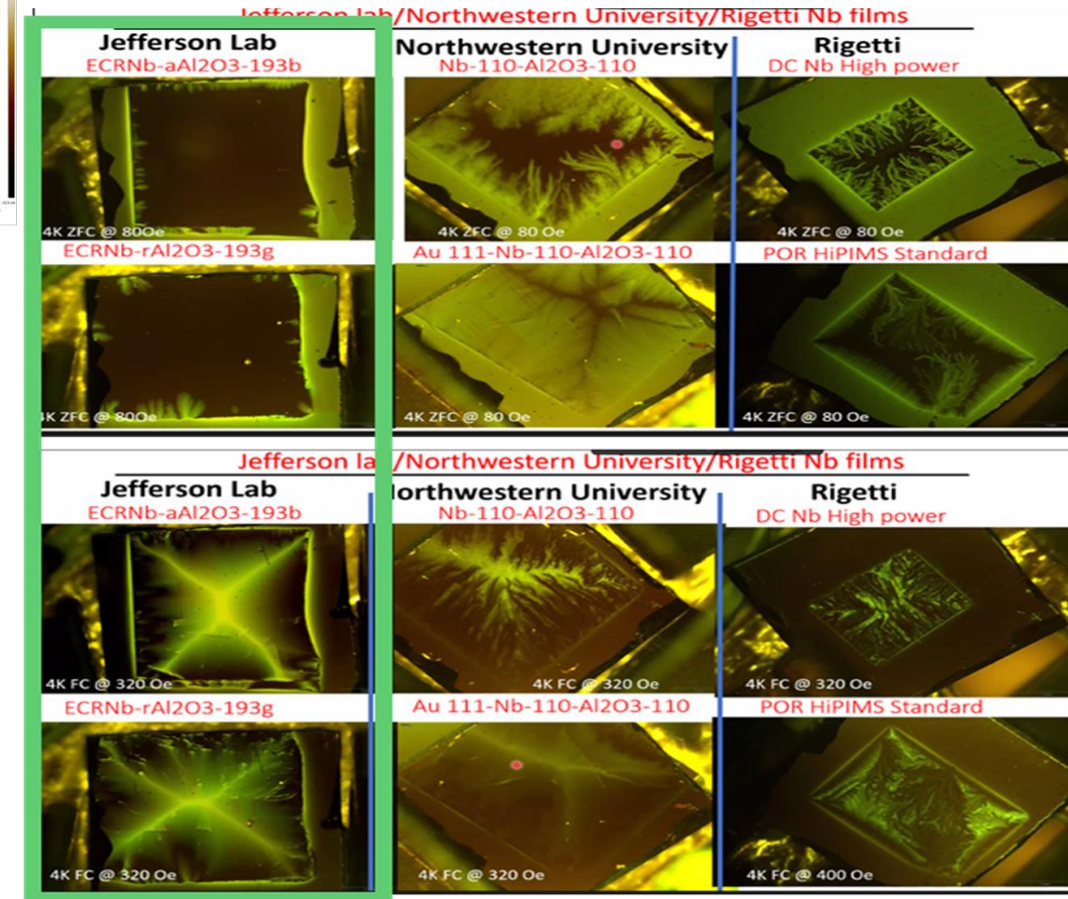 Jefferson lab/Northwestern University/Rigetti Nb films
Jefferson Lab
Northwestern University
Rigetti
ECRNb-aAl2O3-193b
Nb-110-Al2O3-110
DC Nb High power
4K ZFC @ 80Oe
4K ZFC @ 80 Oe
4K ZFC @ 80 Oe
ECRNb-rAl2O3-193g
Au 111-Nb-110-Al2O3-110
POR HiPIMS Standard
4K ZFC @ 80Oe
4K ZFC @ 80 Oe
4K ZFC @ 80 Oe
Jefferson la /Northwestern University/Rigetti Nb films
Jefferson Lab
orthwestern University
Rigetti
ECRNb-aAl2O3-193b
Nb-110-Al2O3-110
DC Nb High power
4K FC @ 320 Oe
4K FC @ 320 Oe
4K FC @ 320 Oe
ECRNb-rAl2O3-193g
Au 111-Nb-110-Al2O3-110
POR HiPIMS Standard
4K FC @ 320 Oe
4K FC @ 320 Oe
4K FC @ 400 Oe